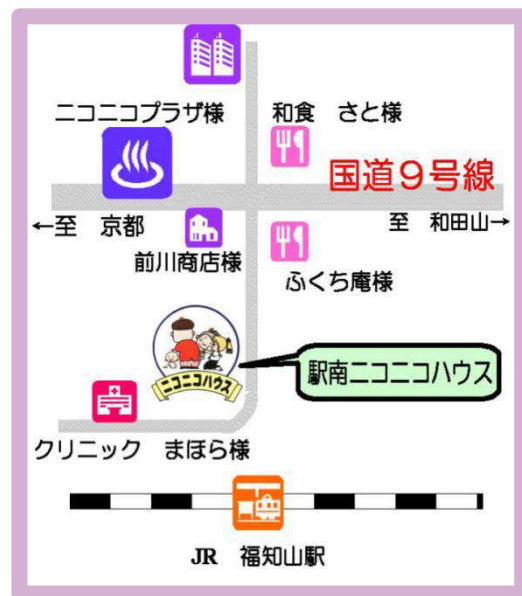 ニコニコプラザ様
和食　さと様
国道９号線
←至　京都
至　和田山→
前川商店様
ふくち庵様
ニコニコハウス
駅南ニコニコハウス
クリニック　まほら様
JR　福知山駅